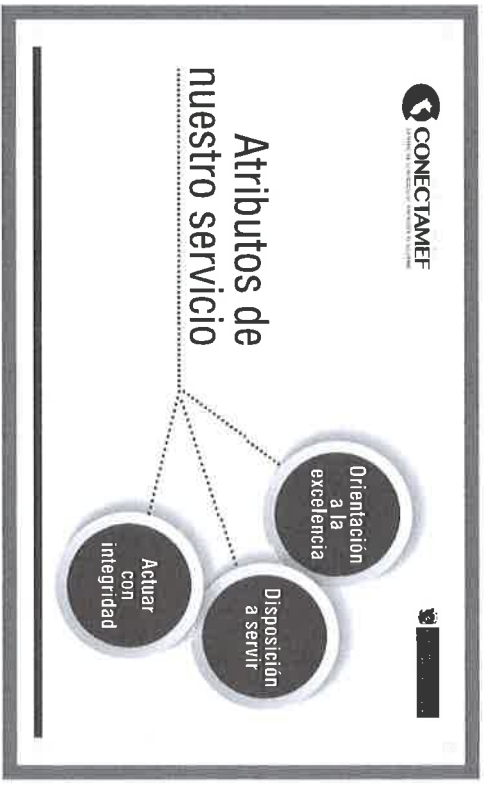 CONECTAMEF
Atributos de
nuestro servicio
Orientación
a la
excelencia
Disposición
a servir
Actuar
con
integridad